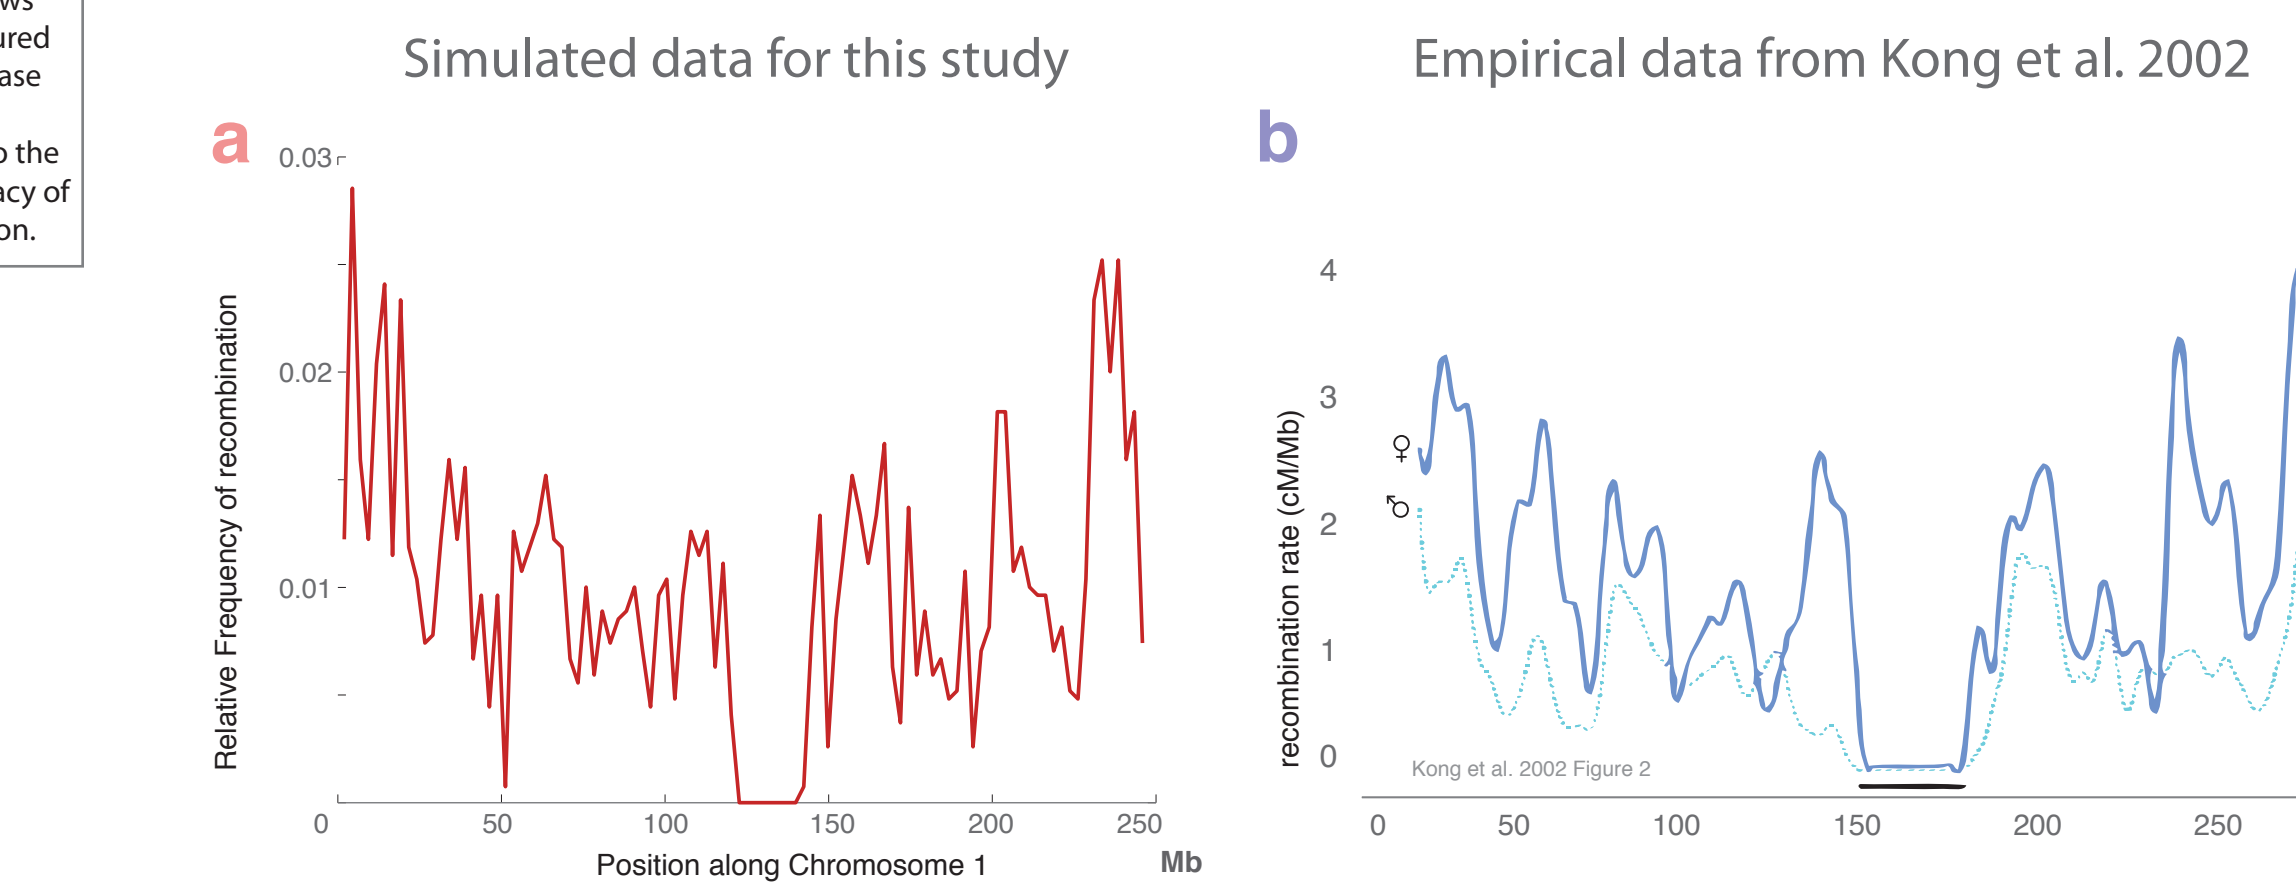 ured
ase
o the
acy of
on.
Simulated data for this study
a
0.03
0.02
0.01
Relative Frequency of recombination
0 50 100 150 200 250
Position along Chromosome 1 Mb
Empirical data from Kong et al. 2002
b
4
3
2
1
0
recombination rate (cM/Mb)
♀
♂
Kong et al. 2002 Figure 2
0 50 100 150 200 250